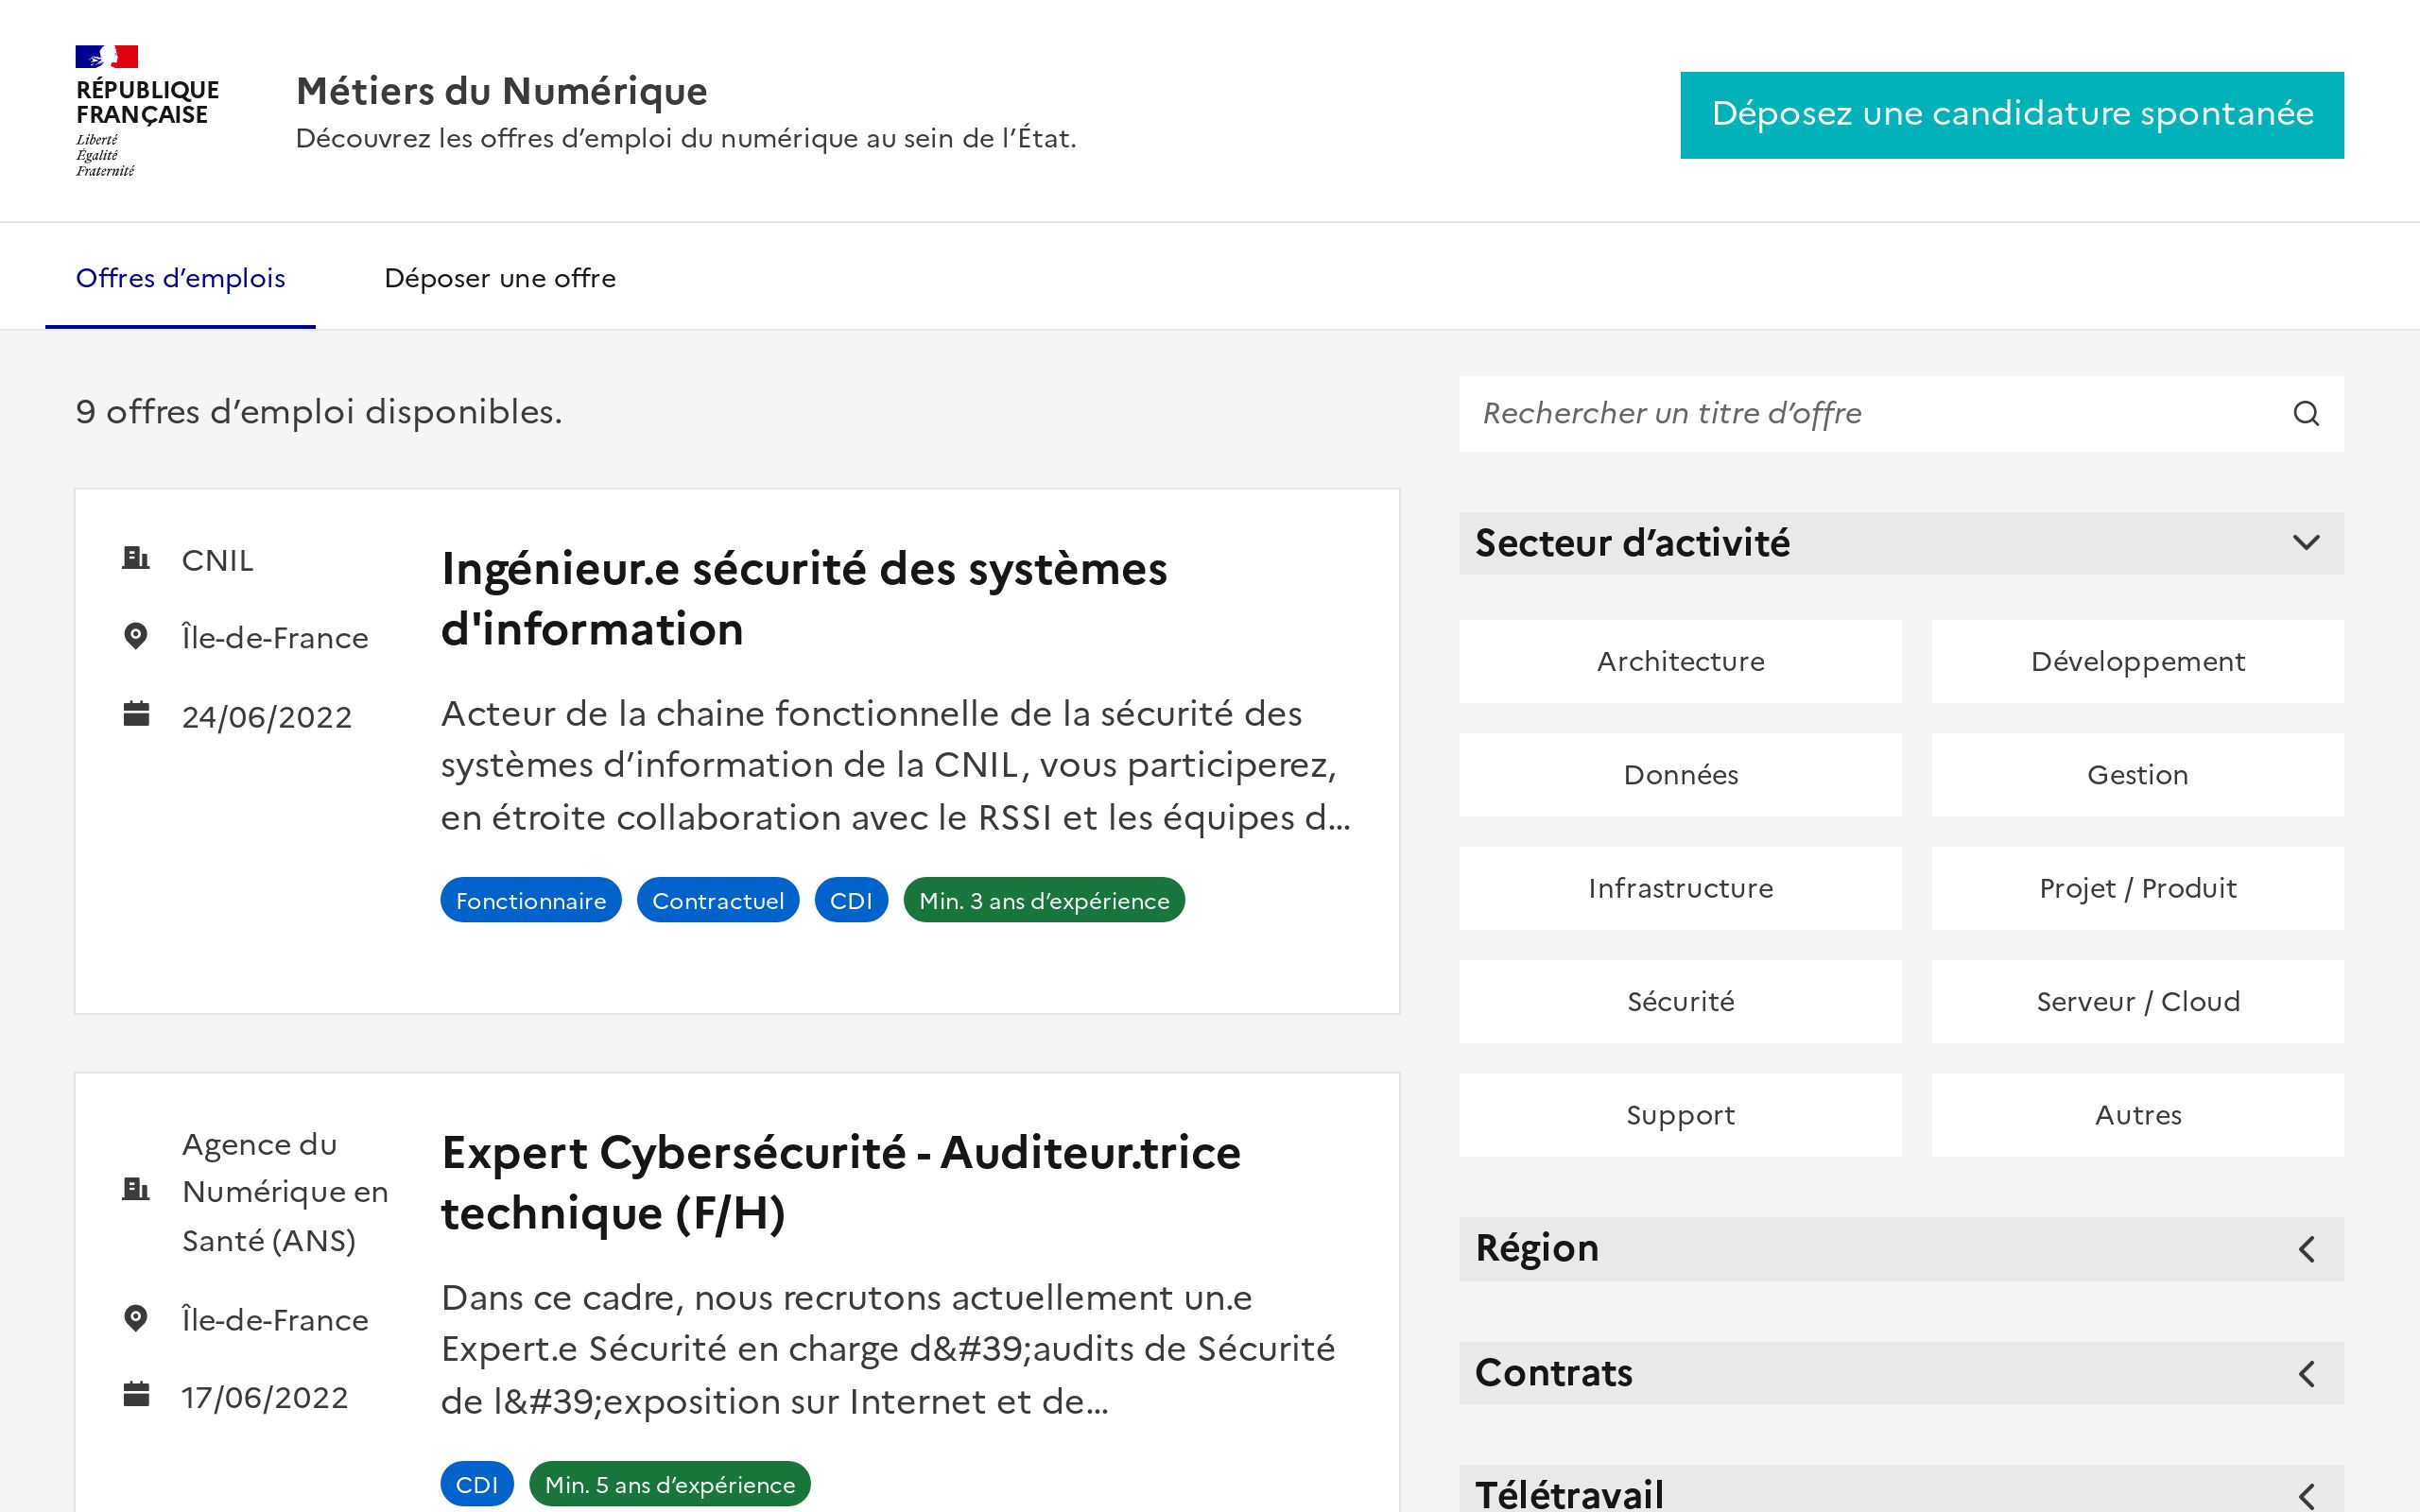 RÉPUBLIQUE
FRANÇAISE
Liberté
Égalité
Fraternité
Métiers du Numérique
Découvrez les offres d’emploi du numérique au sein de l’État.
Déposez une candidature spontanée
Offres d’emplois
Déposer une offre
9 offres d’emploi disponibles.
CNIL
Île-de-France
24/06/2022
Ingénieur.e sécurité des systèmes
d'information
Acteur de la chaine fonctionnelle de la sécurité des
systèmes d’information de la CNIL, vous participerez,
en étroite collaboration avec le RSSI et les équipes d…
Fonctionnaire
Contractuel
CDI
Min. 3 ans d’expérience
Agence du
Numérique en
Santé (ANS)
Île-de-France
17/06/2022
Expert Cybersécurité - Auditeur.trice
technique (F/H)
Dans ce cadre, nous recrutons actuellement un.e
Expert.e Sécurité en charge d&#39;audits de Sécurité
de l&#39;exposition sur Internet et de…
CDI
Min. 5 ans d’expérience
Rechercher un titre d’offre
Secteur d’activité
Architecture
Développement
Données
Gestion
Infrastructure
Projet / Produit
Sécurité
Serveur / Cloud
Support
Autres
Région
Contrats
Télétravail